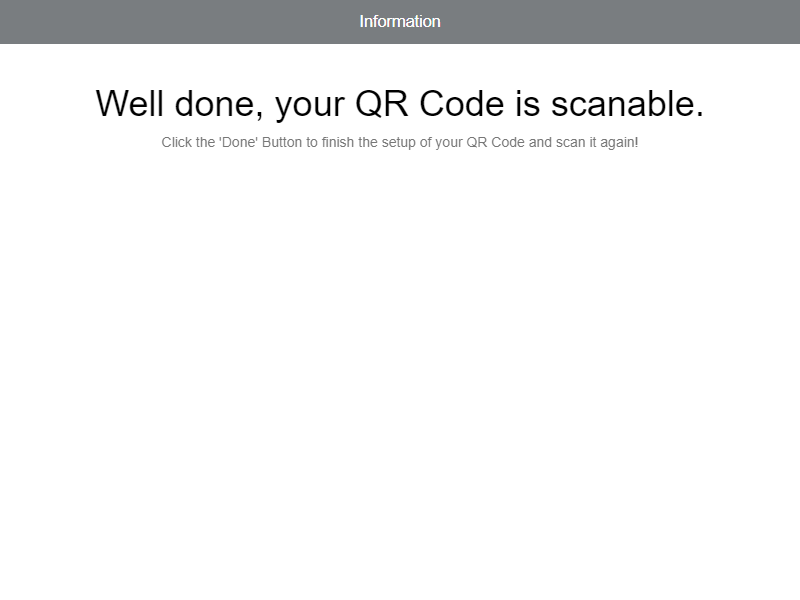 Information
Well done, your QR Code is scanable.
Click the 'Done' Button to finish the setup of your QR Code and scan it again!